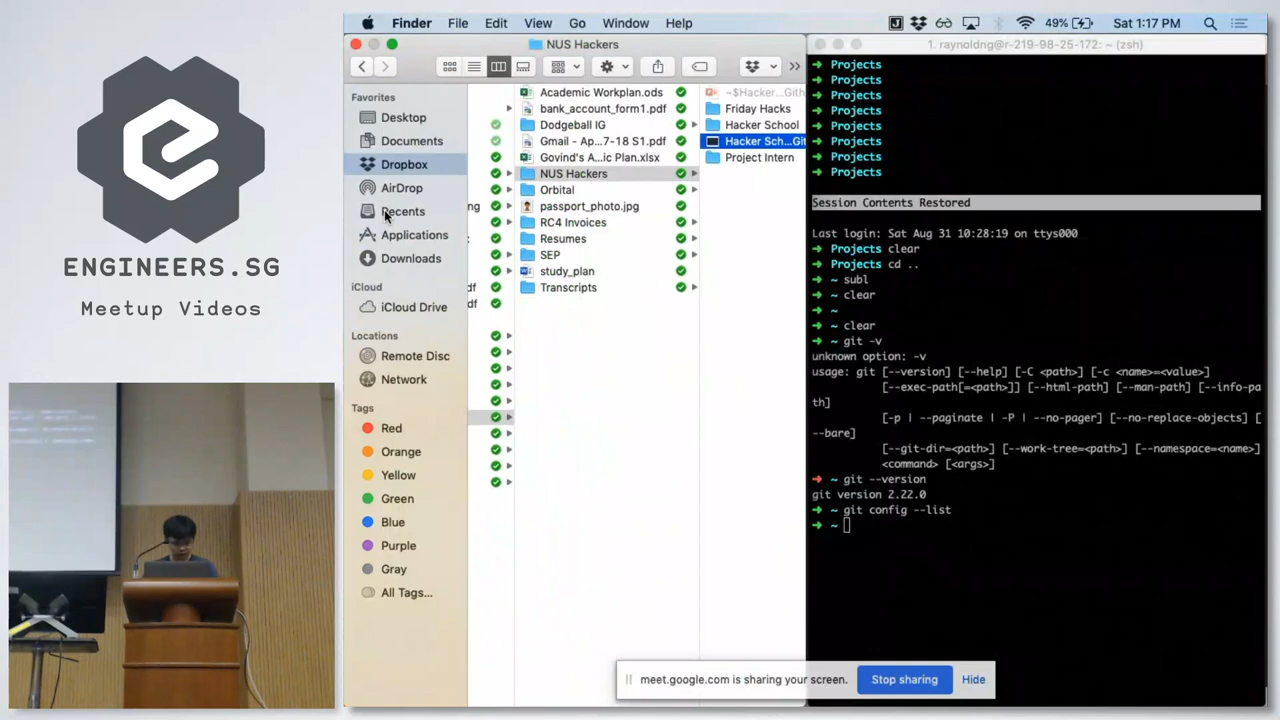 ENGINEERS.SG
Meetup Videos
Finder File Edit View Go Window Help
49%
Sat 1:17 PM
NUS Hackers
Favorites
Desktop
Documents
Dropbox
AirDrop
Recents
Applications
Downloads
iCloud
iCloud Drive
Locations
Remote Disc
Network
Tags
Red
Orange
Yellow
Green
Blue
Purple
Gray
All Tags...
ng
df
df
Academic Workplan.ods
bank_account_form1.pdf
Dodgeball IG
Gmail - Ap...7-18 S1.pdf
Govind's A...ic Plan.xlsx
NUS Hackers
Orbital
passport_photo.jpg
RC4 Invoices
Resumes
SEP
study_plan
Transcripts
~$Hacker...Gith
Friday Hacks
Hacker School
Hacker Sch...Git
Project Intern
1. raynoldng@r-219-98-25-172: ~ (zsh)
➜ Projects
➜ Projects
➜ Projects
➜ Projects
➜ Projects
➜ Projects
➜ Projects
➜ Projects
Session Contents Restored
Last login: Sat Aug 31 10:28:19 on ttys000
➜ Projects clear
➜ Projects cd ..
➜ ~ subl
➜ ~ clear
➜ ~
➜ ~ clear
➜ ~ git -v
unknown option: -v
usage: git [--version] [--help] [-C <path>] [-c <name>=<value>]
[--exec-path[=<path>]] [--html-path] [--man-path] [--info-pa
th]
[-p | --paginate | -P | --no-pager] [--no-replace-objects] [
--bare]
[--git-dir=<path>] [--work-tree=<path>] [--namespace=<name>]
<command> [<args>]
➜ ~ git --version
git version 2.22.0
➜ ~ git config --list
➜ ~
meet.google.com is sharing your screen.
Stop sharing
Hide